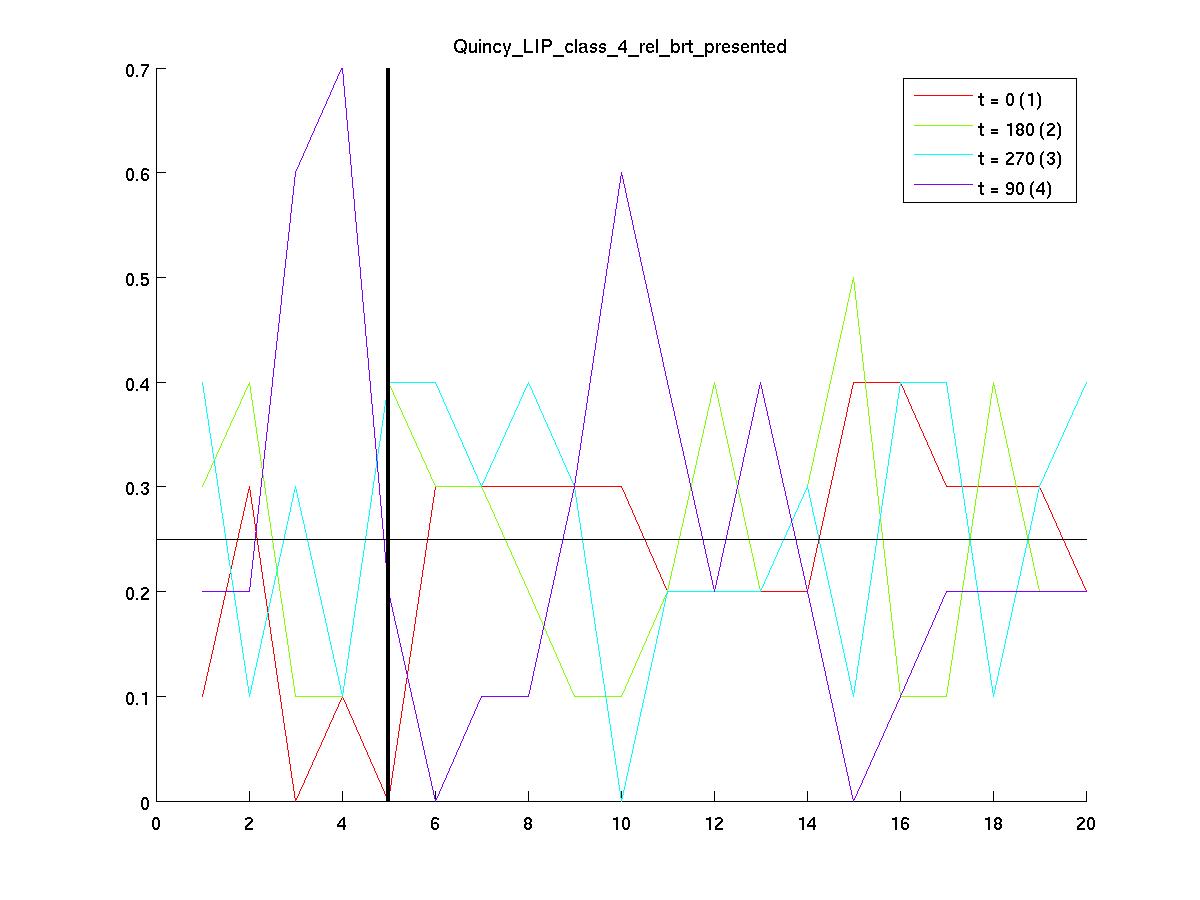 Quincy_LIP_class_4_rel_brt_presented
0.7
0.6
0.5
0.4
0.3
0.2
0.1
0
0 2 4 6 8 10 12 14 16 18 20
t = 0 (1)
t = 180 (2)
t = 270 (3)
t = 90 (4)